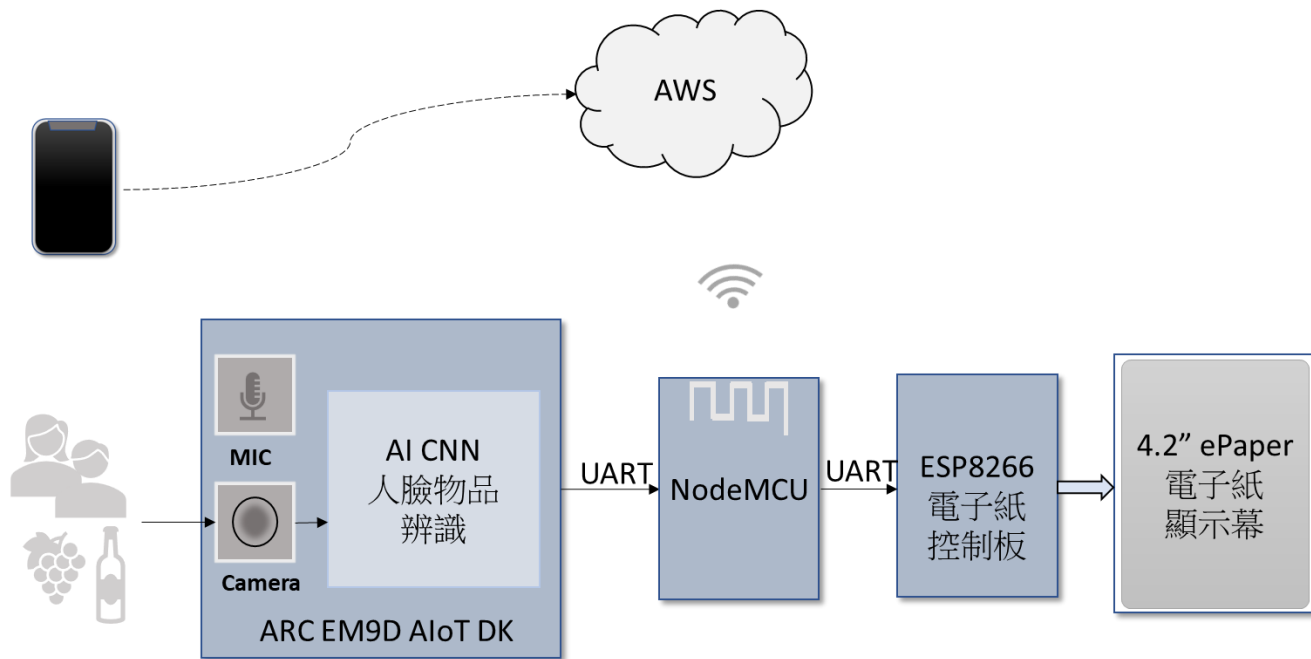 AWS
MIC
Camera
AI CNN
人臉物品
辨識
ARC EM9D AIoT DK
UART
NodeMCU
UART
ESP8266
電子紙
控制板
4.2” ePaper
電子紙
顯示幕